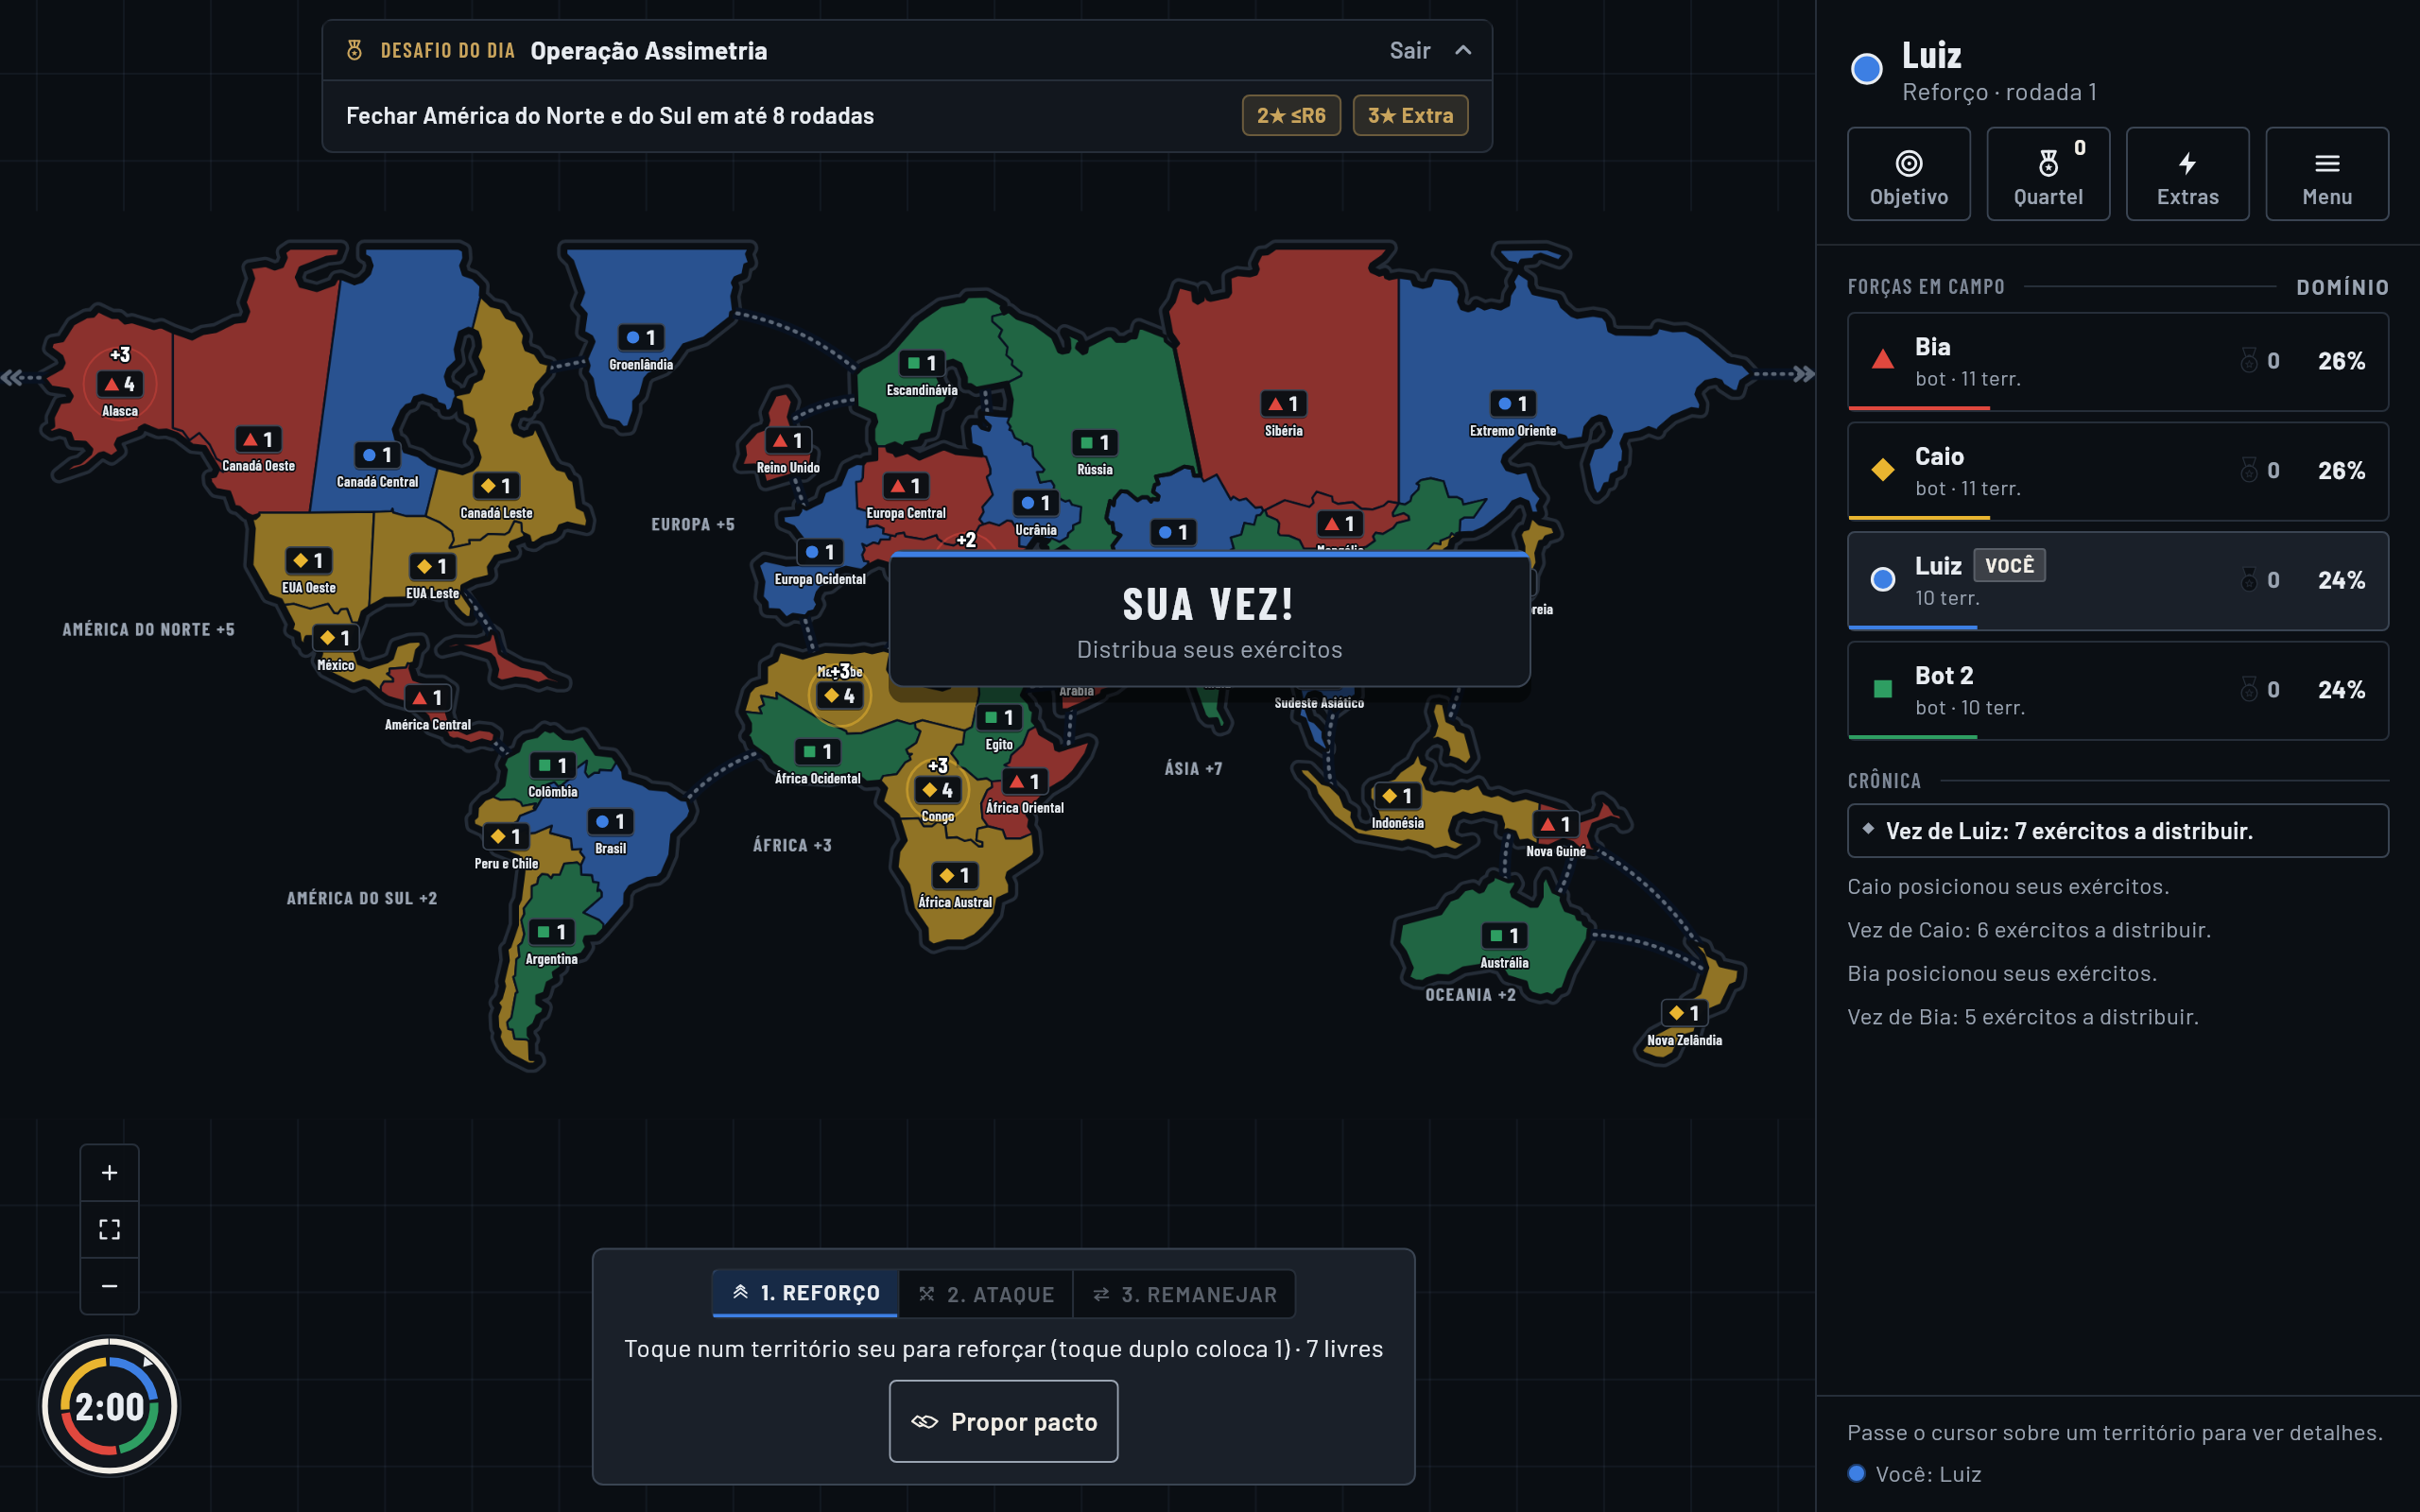 DESAFIO DO DIA Operação Assimetria Sair
Fechar América do Norte e do Sul em até 8 rodadas 2★ ≤R6 3★ Extra
Luiz
Reforço · rodada 1
0
Objetivo Quartel Extras Menu
FORÇAS EM CAMPO DOMÍNIO
Bia
bot · 11 terr. 0 26%
Caio
bot · 11 terr. 0 26%
Luiz VOCÊ
10 terr. 0 24%
Bot 2
bot · 10 terr. 0 24%
CRÔNICA
Vez de Luiz: 7 exércitos a distribuir.
Caio posicionou seus exércitos.
Vez de Caio: 6 exércitos a distribuir.
Bia posicionou seus exércitos.
Vez de Bia: 5 exércitos a distribuir.
Passe o cursor sobre um território para ver detalhes.
Você: Luiz
+3
4
Alasca
1
Canadá Oeste
1
Canadá Central
1
Canadá Leste
1
Groenlândia
1
EUA Oeste
1
EUA Leste
1
México
1
América Central
AMÉRICA DO NORTE +5
1
Colômbia
1
Peru e Chile
1
Brasil
1
Argentina
AMÉRICA DO SUL +2
1
Escandinávia
1
Reino Unido
1
Europa Central
1
Ucrânia
1
Rússia
1
Europa Ocidental
+2
EUROPA +5
1
Sibéria
1
Extremo Oriente
1
1
reia
Arábia
Sudeste Asiático
ÁSIA +7
+3
4
1
África Ocidental
1
Egito
+3
4
Congo
1
África Oriental
1
África Austral
ÁFRICA +3
1
Indonésia
1
Nova Guiné
1
Austrália
1
Nova Zelândia
OCEANIA +2
SUA VEZ!
Distribua seus exércitos
+
−
2:00
1. REFORÇO 2. ATAQUE 3. REMANEJAR
Toque num território seu para reforçar (toque duplo coloca 1) · 7 livres
Propor pacto